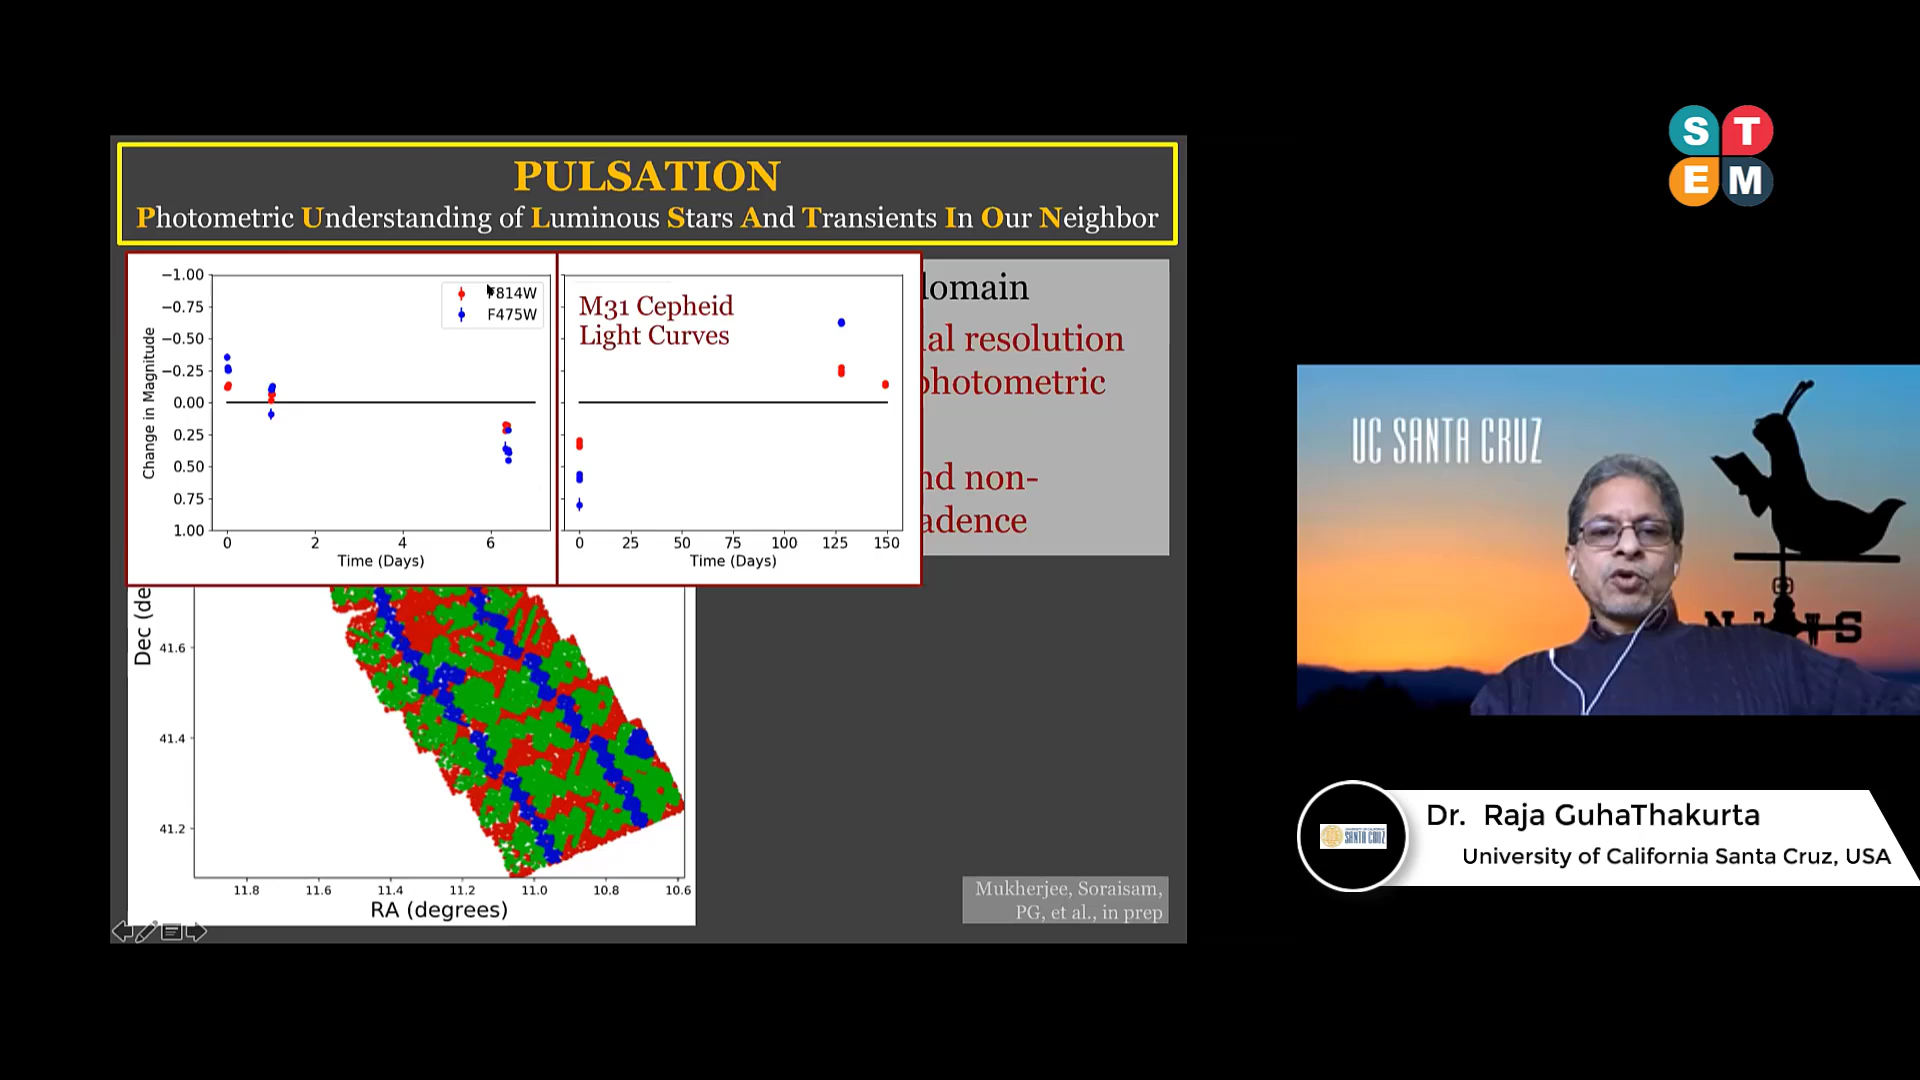 PULSATION
Photometric Understanding of Luminous Stars And Transients In Our Neighbor
−1.00
−0.75
−0.50
−0.25
0.00
0.25
0.50
0.75
1.00
Change in Magnitude
F814W
F475W
0 2 4 6
Time (Days)
M31 Cepheid
Light Curves
0 25 50 75 100 125 150
Time (Days)
domain
al resolution
photometric
nd non-
adence
Dec (de
41.6
41.4
41.2
11.8 11.6 11.4 11.2 11.0 10.8 10.6
RA (degrees)
Mukherjee, Soraisam,
PG, et al., in prep
S T
E M
UC SANTA CRUZ
N S
SANTA CRUZ
Dr. Raja GuhaThakurta
University of California Santa Cruz, USA